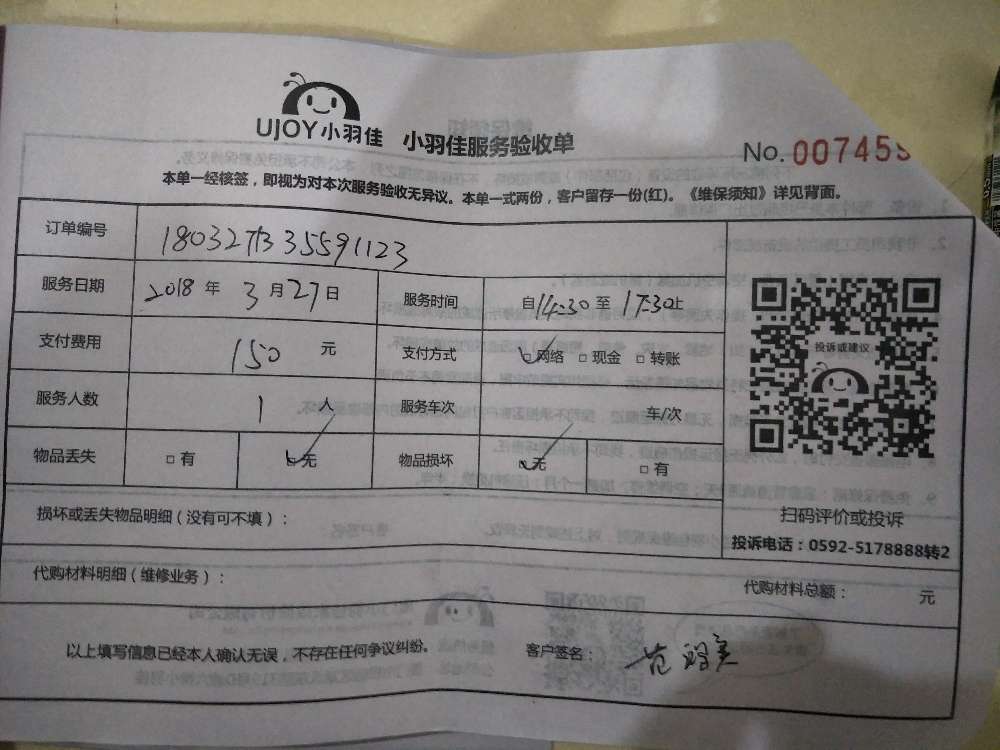 UJOY小羽佳 小羽佳服务验收单
No. 007455
本单一经核签，即视为对本次服务验收无异议。本单一式两份，客户留存一份(红)。《维保须知》详见背面。
订单编号
服务日期 2018 年 3 月 27 日 服务时间 自14:30 至 17:30止
支付费用 150 元 支付方式 网络 □ 现金 □ 转账
服务人数 1 人 服务车次 车/次
物品丢失 □ 有 无 物品损坏 无 □ 有
投诉或建议
扫码评价或投诉
投诉电话：0592-5178888转2
损坏或丢失物品明细（没有可不填）：
代购材料明细（维修业务）：
代购材料总额： 元
以上填写信息已经本人确认无误，不存在任何争议纠纷。
客户签名：